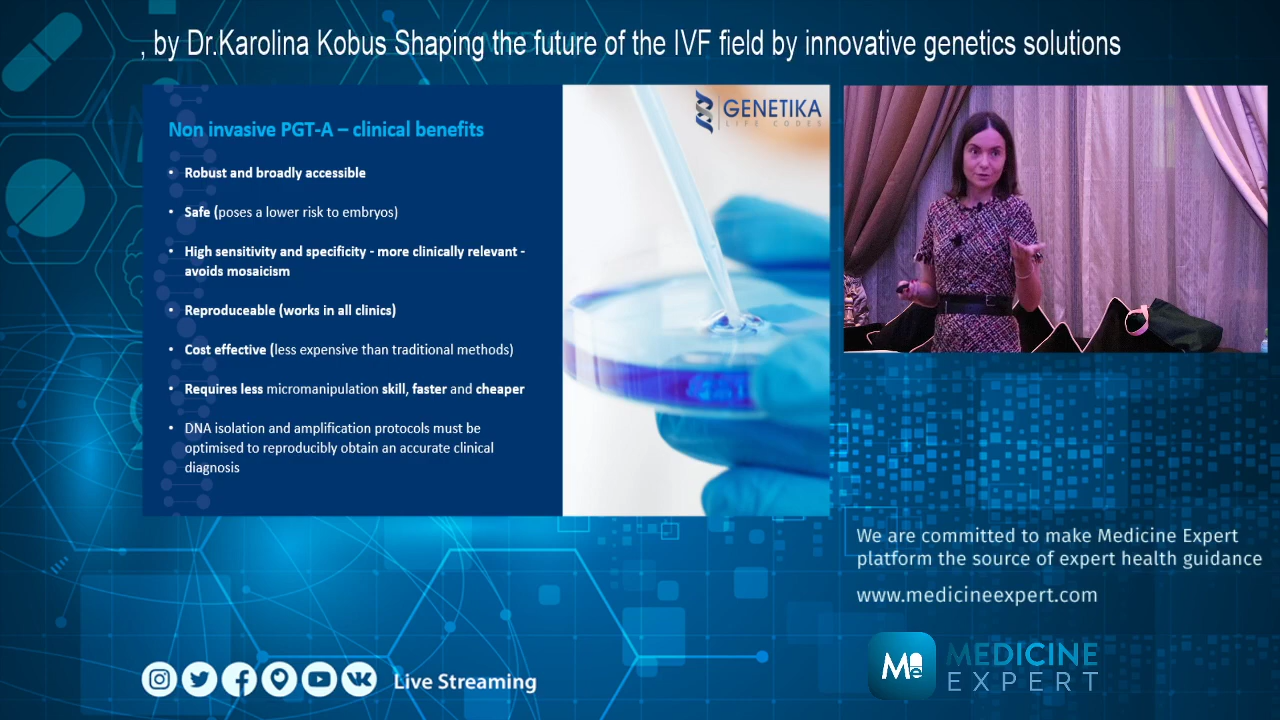 , by Dr.Karolina Kobus Shaping the future of the IVF field by innovative genetics solutions
Non invasive PGT-A – clinical benefits
• Robust and broadly accessible
• Safe (poses a lower risk to embryos)
• High sensitivity and specificity - more clinically relevant -
avoids mosaicism
• Reproduceable (works in all clinics)
• Cost effective (less expensive than traditional methods)
• Requires less micromanipulation skill, faster and cheaper
• DNA isolation and amplification protocols must be
optimised to reproducibly obtain an accurate clinical
diagnosis
GENETIKA
LIFE CODES
We are committed to make Medicine Expert
platform the source of expert health guidance
www.medicineexpert.com
Live Streaming
Me
MEDICINE
EXPERT